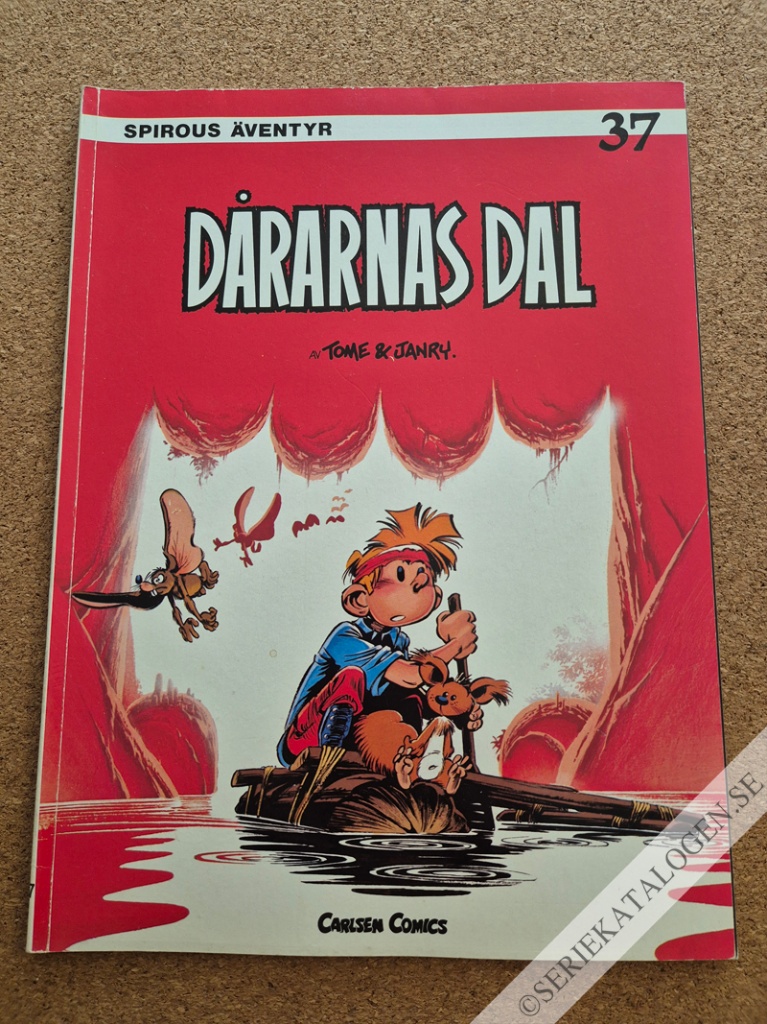 SPIROUS ÄVENTYR
37
DÅRARNAS DAL
AV TOME & JANRY.
CARLSEN COMICS
©SERIEKATALOGEN.SE